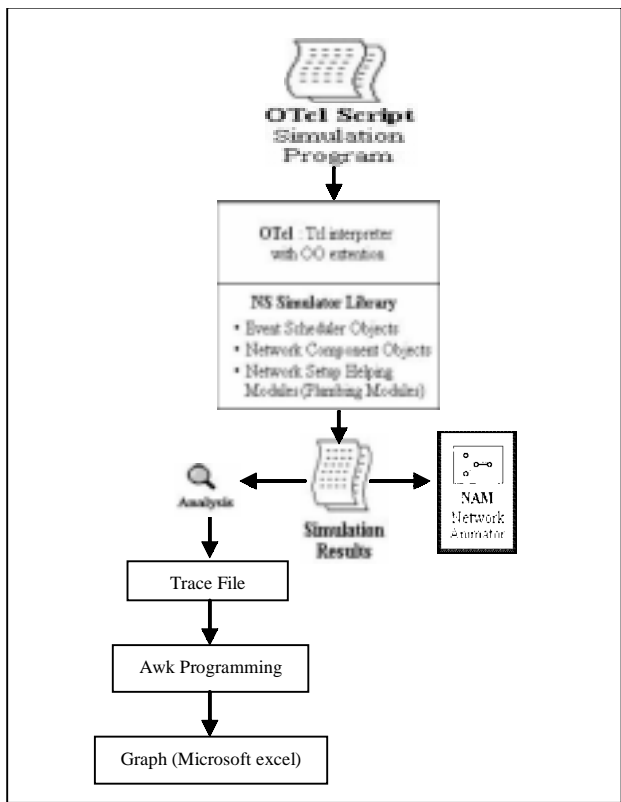 OTcl Script
Simulation
Program
OTcl : Tcl interpreter
with OO extention
NS Simulator Library
• Event Scheduler Objects
• Network Component Objects
• Network Setup Helping
Modules (Plumbing Modules)
Analysis
Simulation
Results
NAM
Network
Animator
Trace File
Awk Programming
Graph (Microsoft excel)